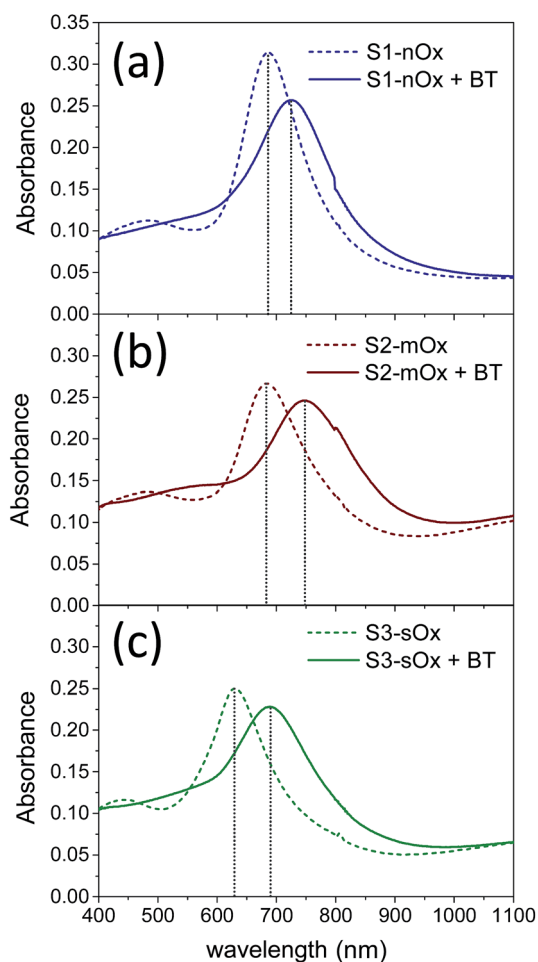 (a)
S1-nOx
S1-nOx + BT
Absorbance
0.35
0.30
0.25
0.20
0.15
0.10
0.05
0.00
(b)
S2-mOx
S2-mOx + BT
Absorbance
0.30
0.25
0.20
0.15
0.10
0.05
0.00
(c)
S3-sOx
S3-sOx + BT
Absorbance
0.30
0.25
0.20
0.15
0.10
0.05
0.00
400 500 600 700 800 900 1000 1100
wavelength (nm)